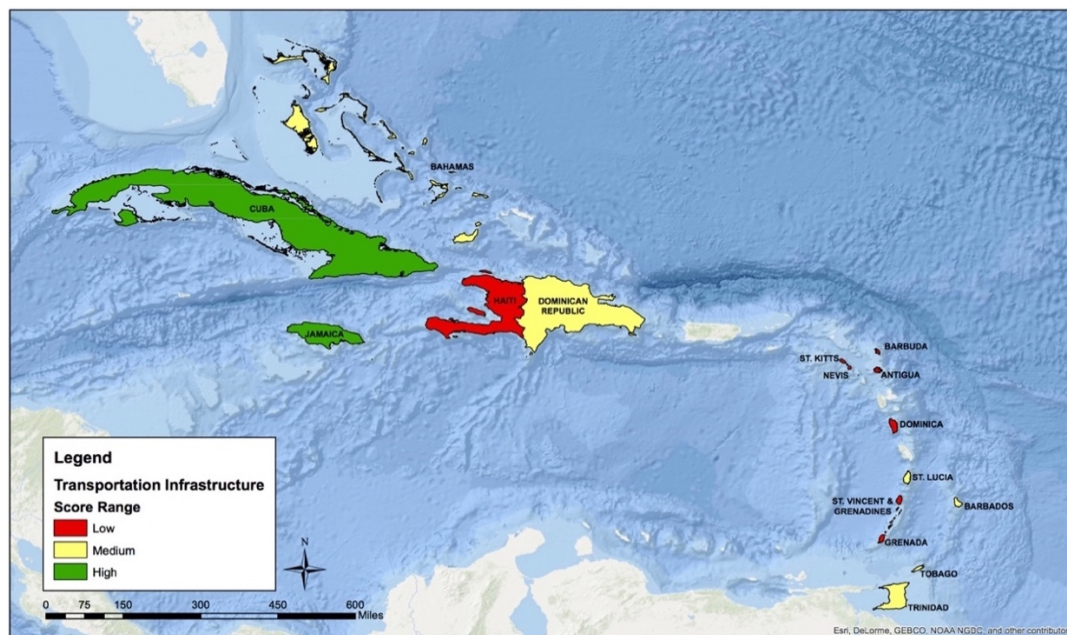 BAHAMAS
CUBA
HAITI
DOMINICAN
REPUBLIC
JAMAICA
BARBUDA
ST. KITTS
NEVIS
ANTIGUA
DOMINICA
ST. LUCIA
ST. VINCENT &
GRENADINES
BARBADOS
GRENADA
TOBAGO
TRINIDAD
Legend
Transportation Infrastructure
Score Range
Low
Medium
High
N
0 75 150 300 450 600
Miles
Esri, DeLorme, GEBCO, NOAA NGDC, and other contributor